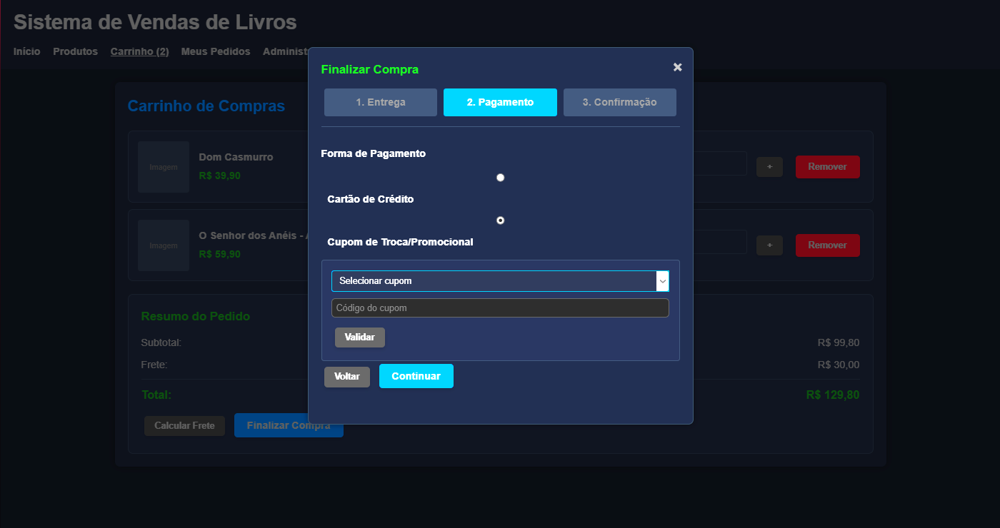 Sistema de Vendas de Livros
Início Produtos Carrinho (2) Meus Pedidos Administ
Finalizar Compra ×
1. Entrega 2. Pagamento 3. Confirmação
Carrinho de Compras
Forma de Pagamento
Imagem
Dom Casmurro
R$ 39,90
+ Remover
Cartão de Crédito
Imagem
O Senhor dos Anéis - A
R$ 59,90
+ Remover
Cupom de Troca/Promocional
Selecionar cupom
Código do cupom
Validar
Voltar Continuar
Resumo do Pedido
Subtotal: R$ 99,80
Frete: R$ 30,00
Total: R$ 129,80
Calcular Frete Finalizar Compra